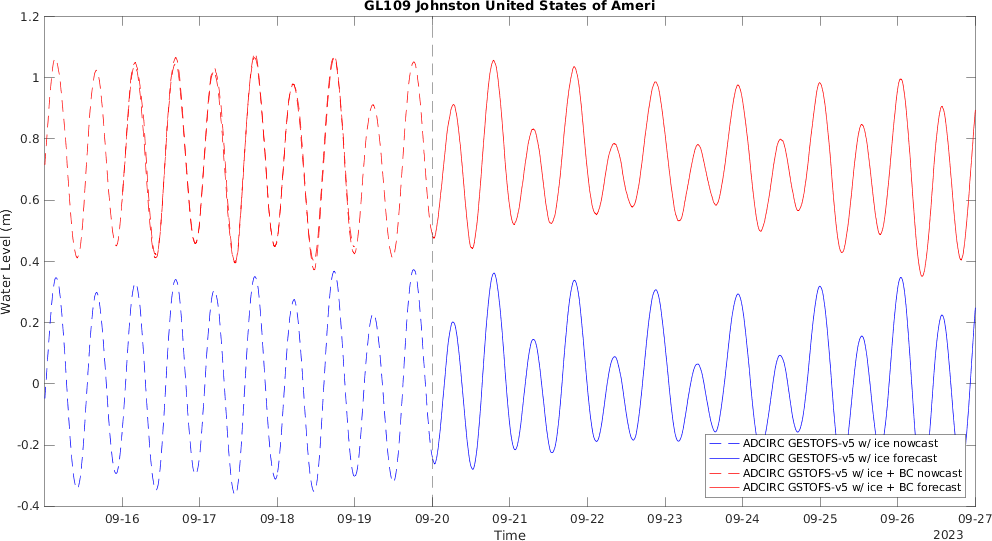 GL109 Johnston United States of Ameri
Water Level (m)
1.2
1
0.8
0.6
0.4
0.2
0
-0.2
-0.4
09-16 09-17 09-18 09-19 09-20 09-21 09-22 09-23 09-24 09-25 09-26 09-27
Time
2023
ADCIRC GESTOFS-v5 w/ ice nowcast
ADCIRC GESTOFS-v5 w/ ice forecast
ADCIRC GSTOFS-v5 w/ ice + BC nowcast
ADCIRC GSTOFS-v5 w/ ice + BC forecast